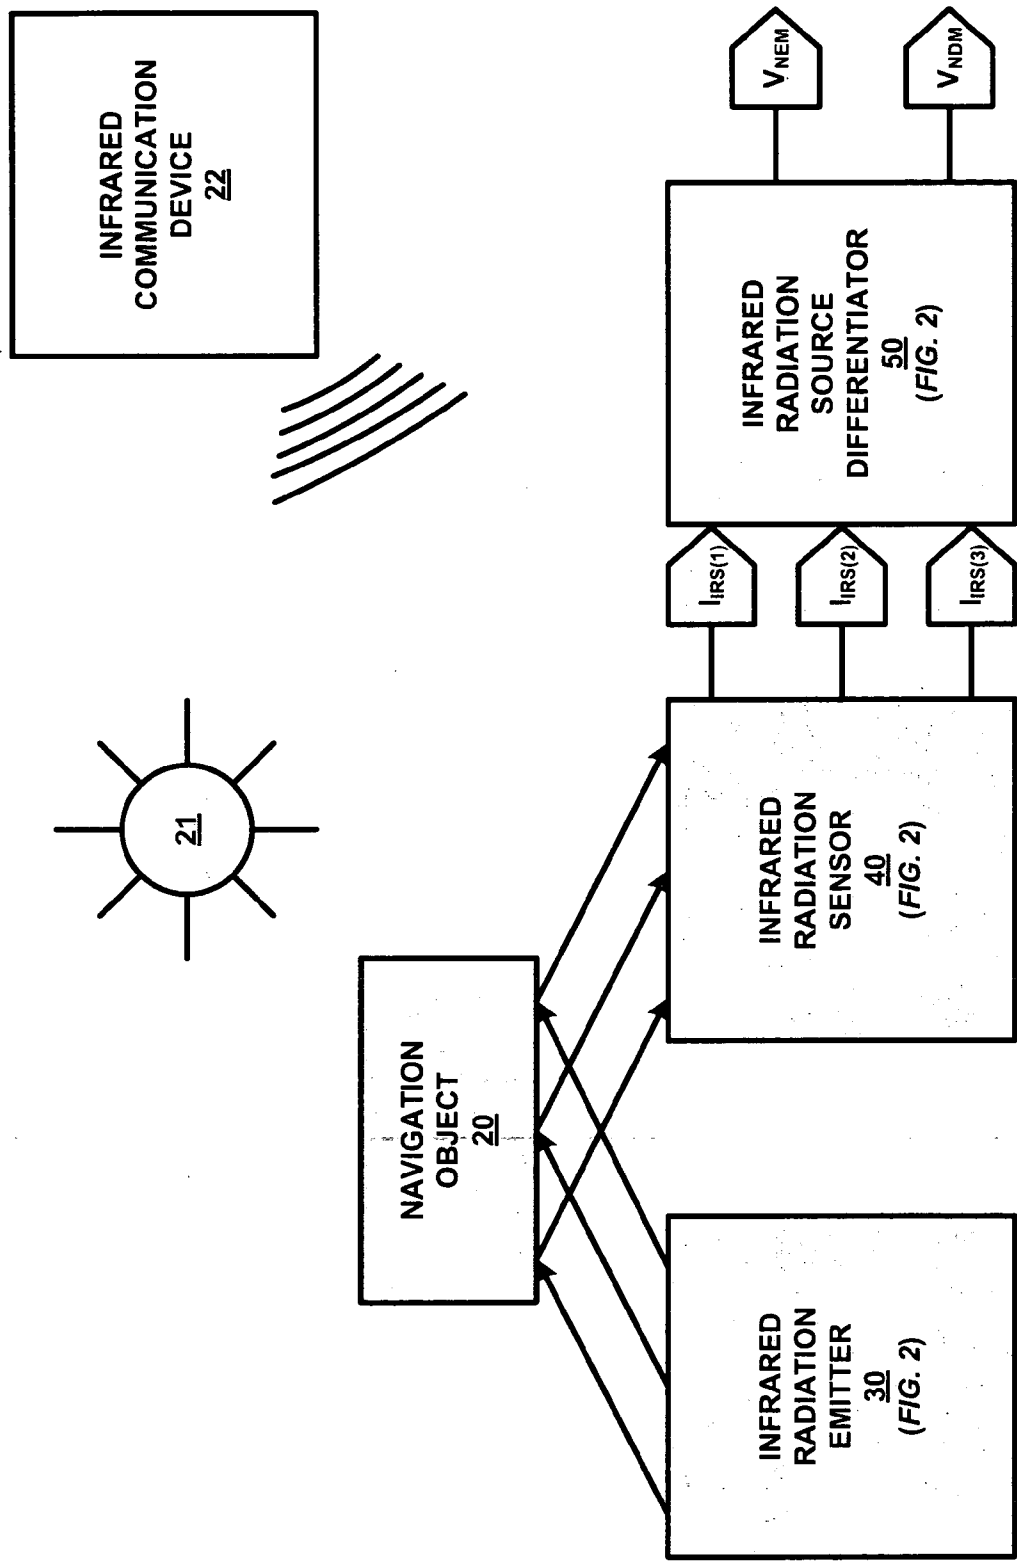 INFRARED
COMMUNICATION
DEVICE
22
21
NAVIGATION
OBJECT
20
INFRARED
RADIATION
EMITTER
30
(FIG. 2)
INFRARED
RADIATION
SENSOR
40
(FIG. 2)
IIRS(1)
IIRS(2)
IIRS(3)
INFRARED
RADIATION
SOURCE
DIFFERENTIATOR
50
(FIG. 2)
VNEM
VNDM